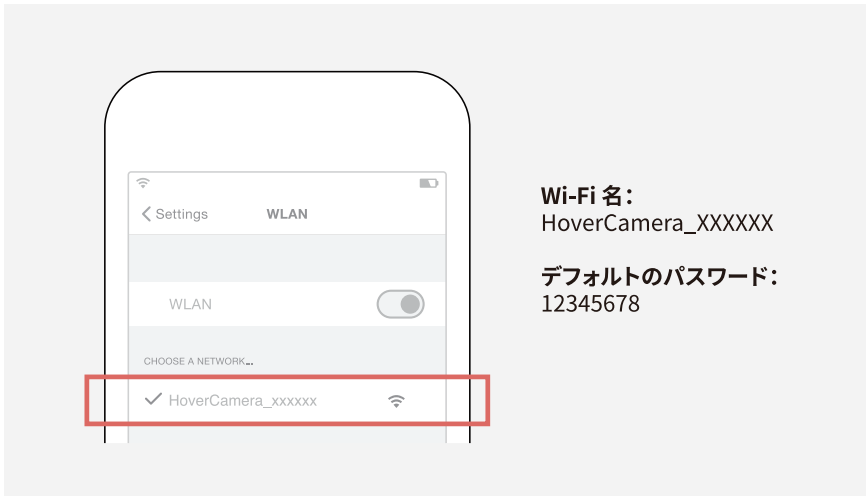 Settings
WLAN
WLAN
CHOOSE A NETWORK...
HoverCamera_xxxxxx
Wi-Fi 名：
HoverCamera_XXXXXX
デフォルトのパスワード：
12345678